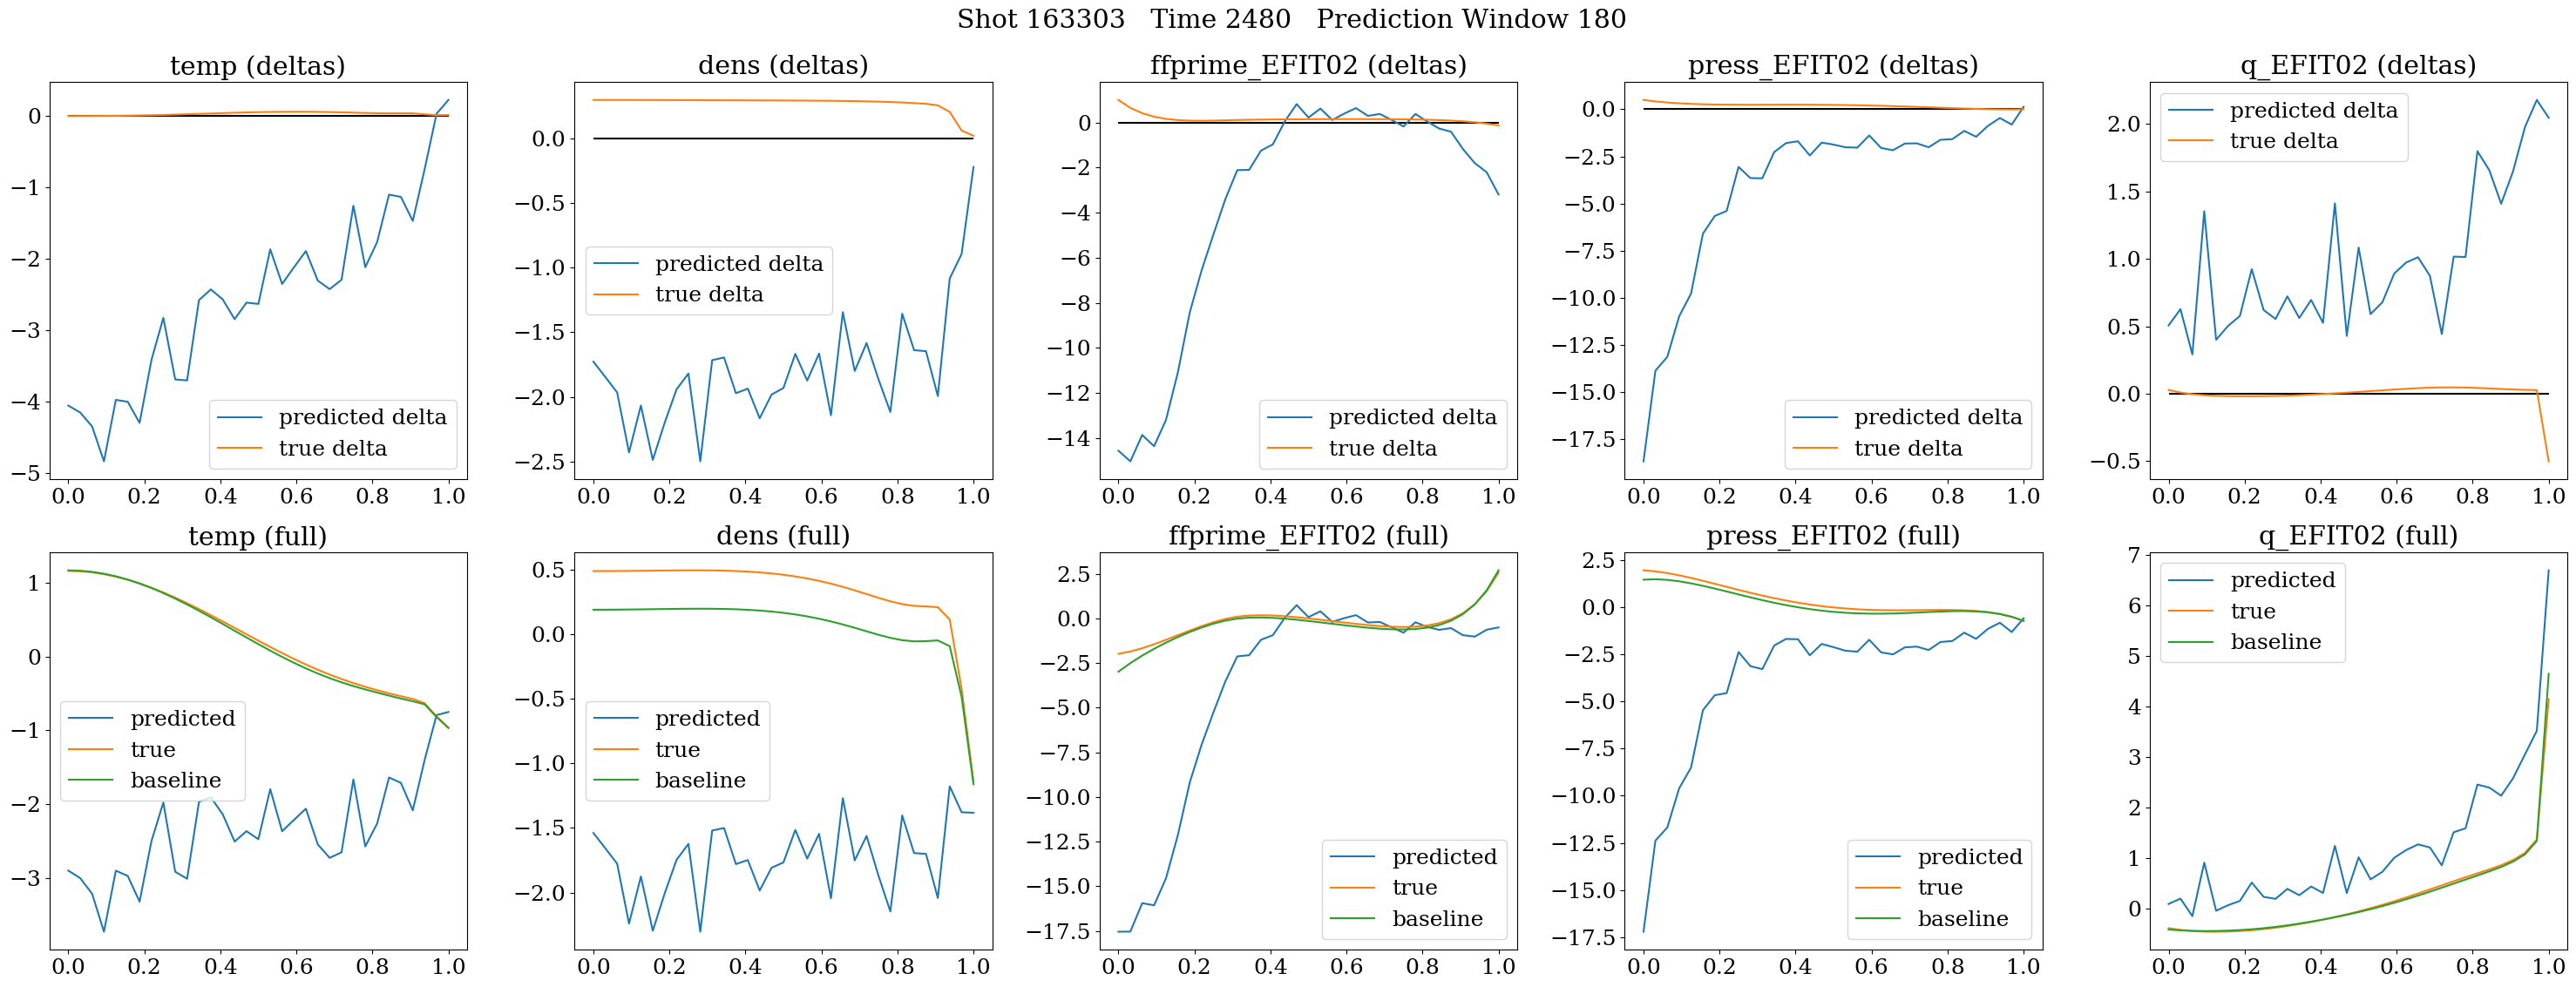 Shot 163303   Time 2480   Prediction Window 180
temp (deltas)
0
−1
−2
−3
−4
−5
0.0 0.2 0.4 0.6 0.8 1.0
predicted delta
true delta
dens (deltas)
0.0
−0.5
−1.0
−1.5
−2.0
−2.5
0.0 0.2 0.4 0.6 0.8 1.0
predicted delta
true delta
ffprime_EFIT02 (deltas)
0
−2
−4
−6
−8
−10
−12
−14
0.0 0.2 0.4 0.6 0.8 1.0
predicted delta
true delta
press_EFIT02 (deltas)
0.0
−2.5
−5.0
−7.5
−10.0
−12.5
−15.0
−17.5
0.0 0.2 0.4 0.6 0.8 1.0
predicted delta
true delta
q_EFIT02 (deltas)
2.0
1.5
1.0
0.5
0.0
−0.5
0.0 0.2 0.4 0.6 0.8 1.0
predicted delta
true delta
temp (full)
1
0
−1
−2
−3
0.0 0.2 0.4 0.6 0.8 1.0
predicted
true
baseline
dens (full)
0.5
0.0
−0.5
−1.0
−1.5
−2.0
0.0 0.2 0.4 0.6 0.8 1.0
predicted
true
baseline
ffprime_EFIT02 (full)
2.5
0.0
−2.5
−5.0
−7.5
−10.0
−12.5
−15.0
−17.5
0.0 0.2 0.4 0.6 0.8 1.0
predicted
true
baseline
press_EFIT02 (full)
2.5
0.0
−2.5
−5.0
−7.5
−10.0
−12.5
−15.0
−17.5
0.0 0.2 0.4 0.6 0.8 1.0
predicted
true
baseline
q_EFIT02 (full)
7
6
5
4
3
2
1
0
0.0 0.2 0.4 0.6 0.8 1.0
predicted
true
baseline